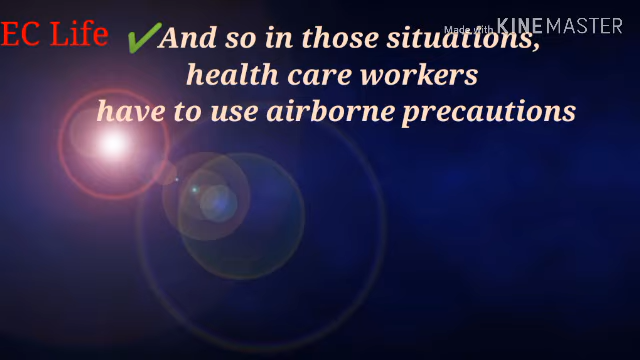 EC Life
Made with KINEMASTER
✔And so in those situations,
health care workers
have to use airborne precautions